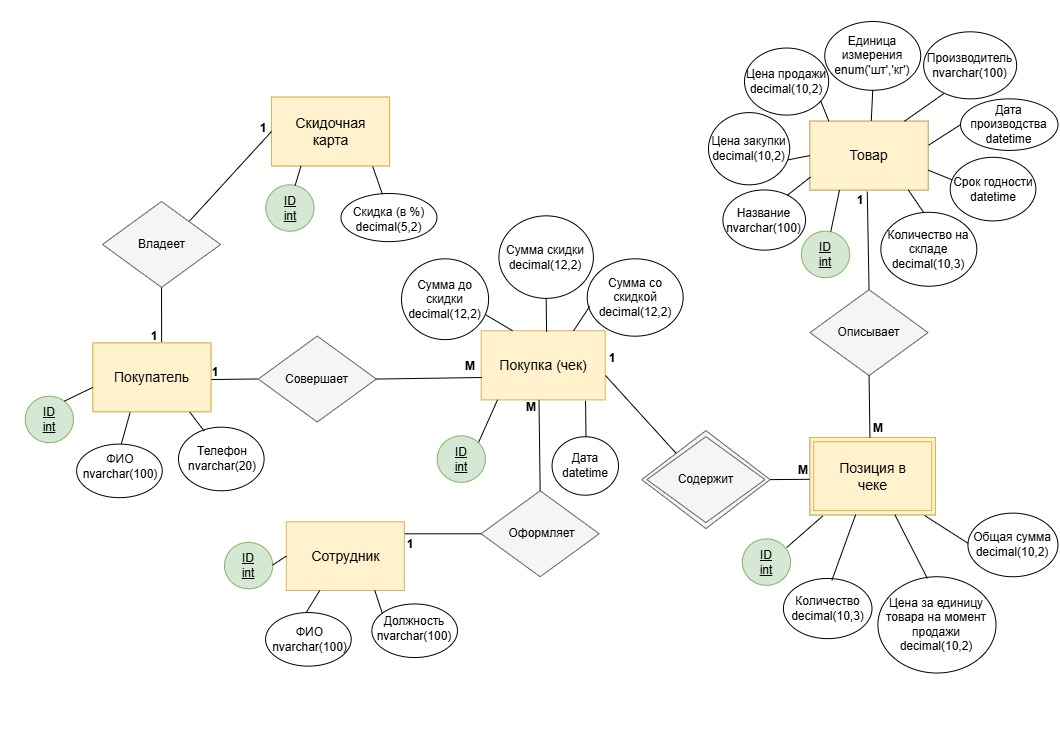 Единица
измерения
enum('шт','кг')
Производитель
nvarchar(100)
Цена продажи
decimal(10,2)
Дата
производства
datetime
Скидочная
карта
1
Товар
Цена закупки
decimal(10,2)
Срок годности
datetime
ID
int
Скидка (в %)
decimal(5,2)
Название
nvarchar(100)
1
ID
int
Количество на
складе
decimal(10,3)
Владеет
Сумма скидки
decimal(12,2)
Сумма до
скидки
decimal(12,2)
Сумма со
скидкой
decimal(12,2)
Описывает
1
Покупатель
1
Совершает
М
Покупка (чек)
1
М
М
ID
int
ФИО
nvarchar(100)
Телефон
nvarchar(20)
ID
int
Дата
datetime
Содержит
М
Позиция в
чеке
Сотрудник
1
Оформляет
ID
int
ФИО
nvarchar(100)
Должность
nvarchar(100)
ID
int
Количество
decimal(10,3)
Цена за единицу
товара на момент
продажи
decimal(10,2)
Общая сумма
decimal(10,2)